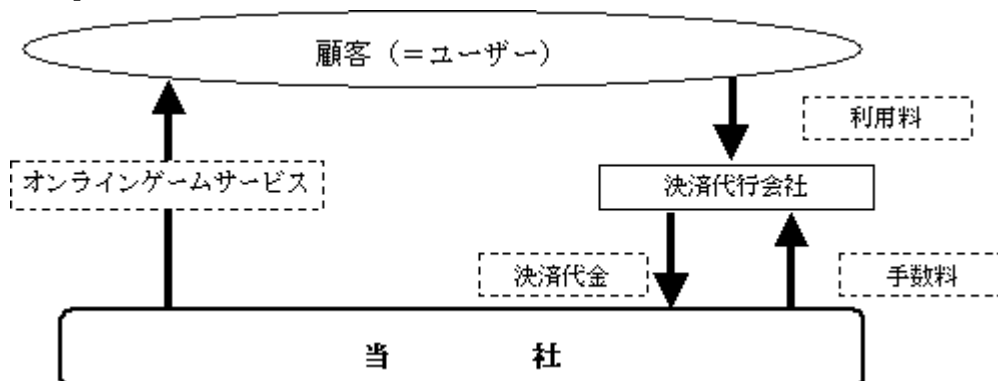 顧客（＝ユーザー）
利用料
オンラインゲームサービス
決済代行会社
決済代金
手数料
当社